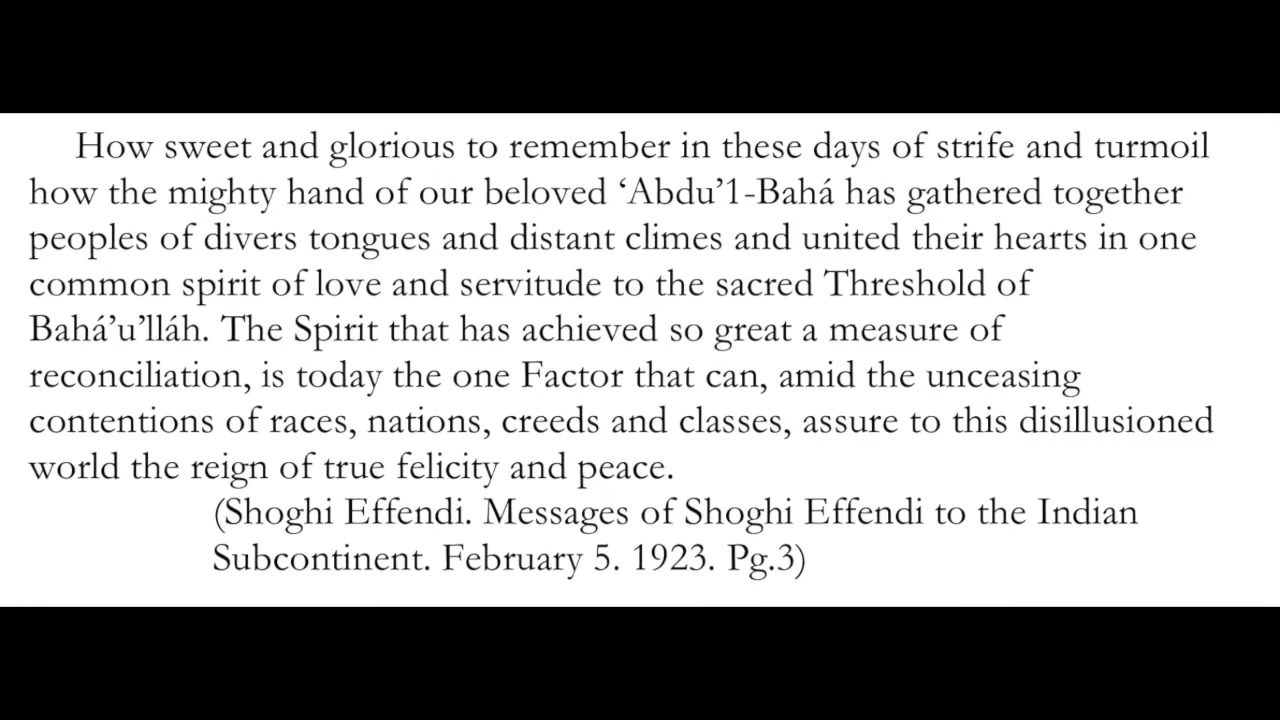 How sweet and glorious to remember in these days of strife and turmoil
how the mighty hand of our beloved ‘Abdu’1-Bahá has gathered together
peoples of divers tongues and distant climes and united their hearts in one
common spirit of love and servitude to the sacred Threshold of
Bahá’u’lláh. The Spirit that has achieved so great a measure of
reconciliation, is today the one Factor that can, amid the unceasing
contentions of races, nations, creeds and classes, assure to this disillusioned
world the reign of true felicity and peace.
(Shoghi Effendi. Messages of Shoghi Effendi to the Indian
Subcontinent. February 5. 1923. Pg.3)